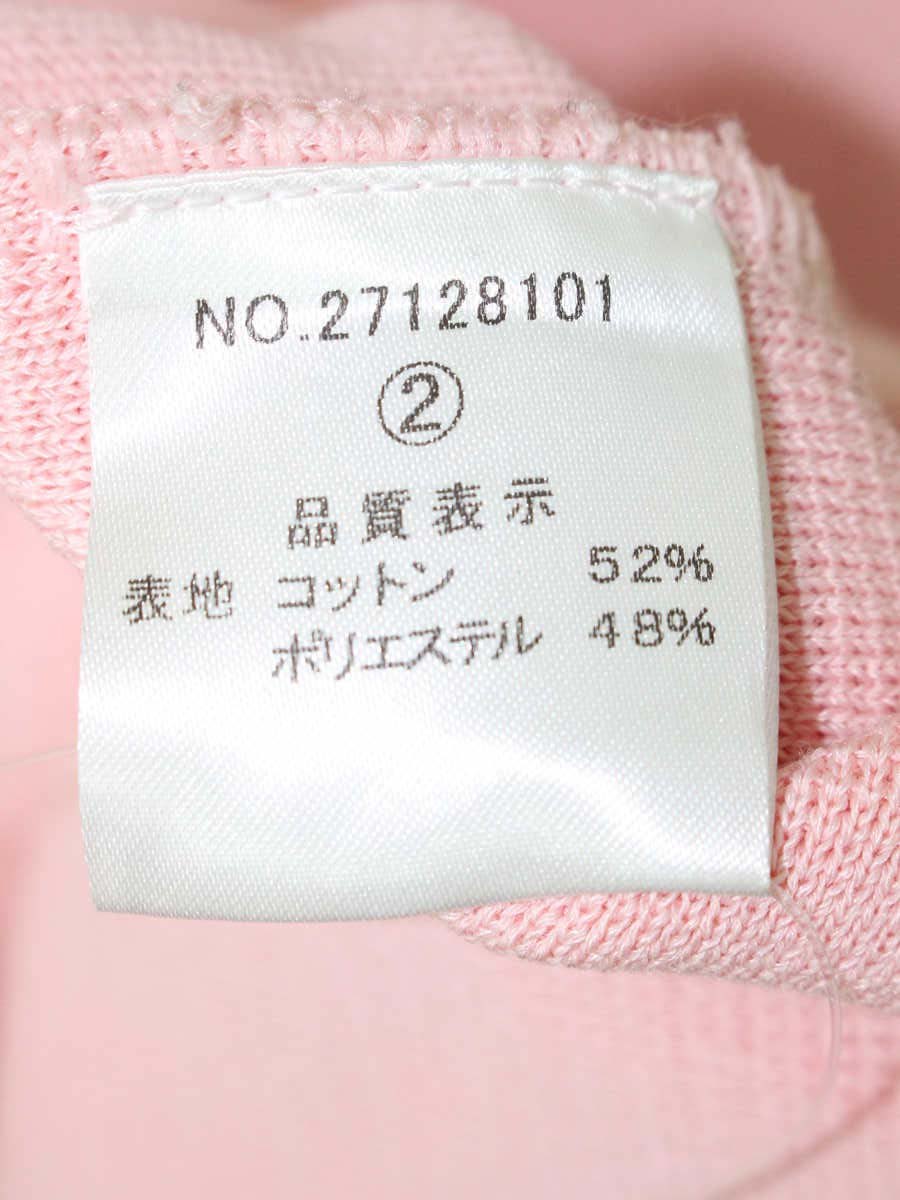 NO.27128101
②
品質表示
表地 コットン 52%
ポリエステル 48%